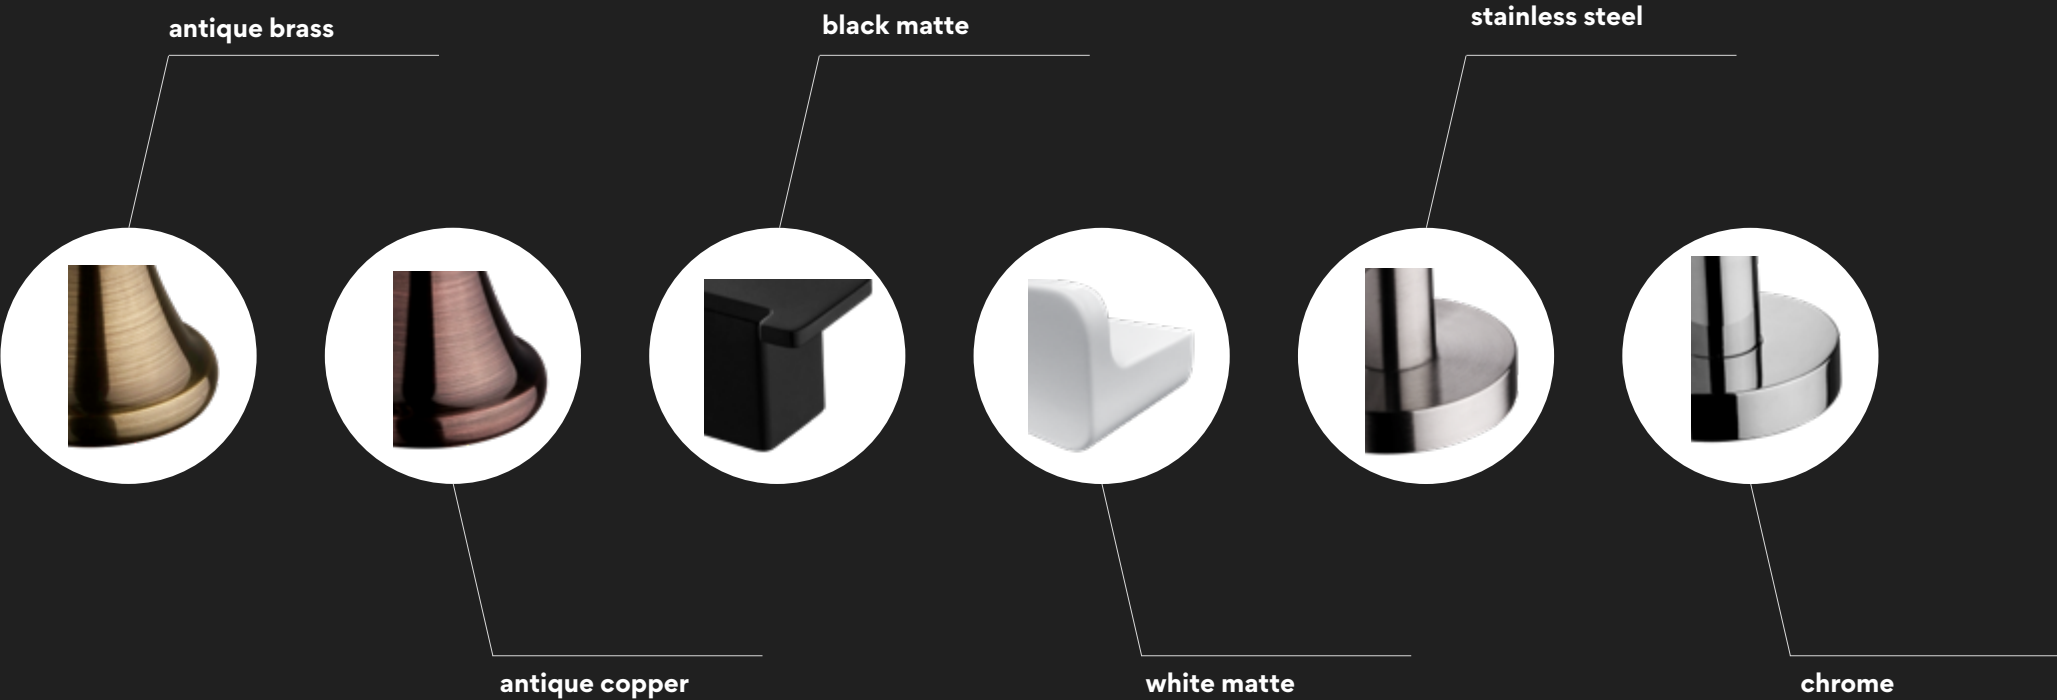 antique brass
black matte
stainless steel
antique copper
white matte
chrome